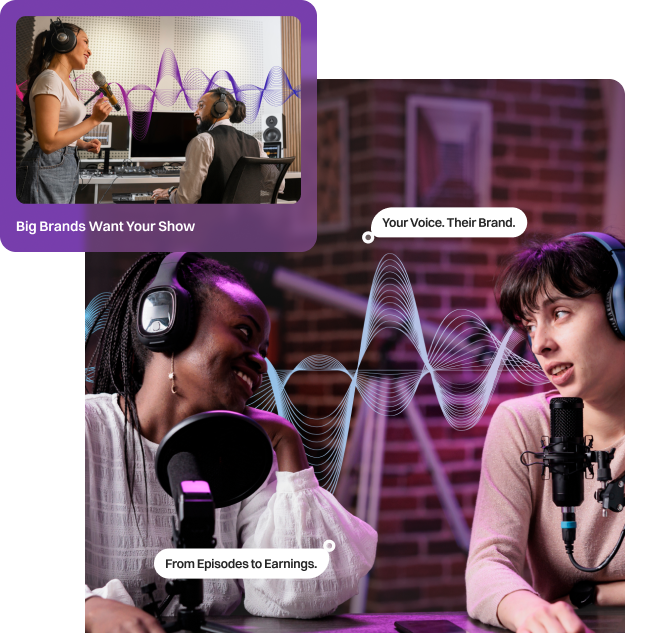 Big Brands Want Your Show
Your Voice. Their Brand.
From Episodes to Earnings.